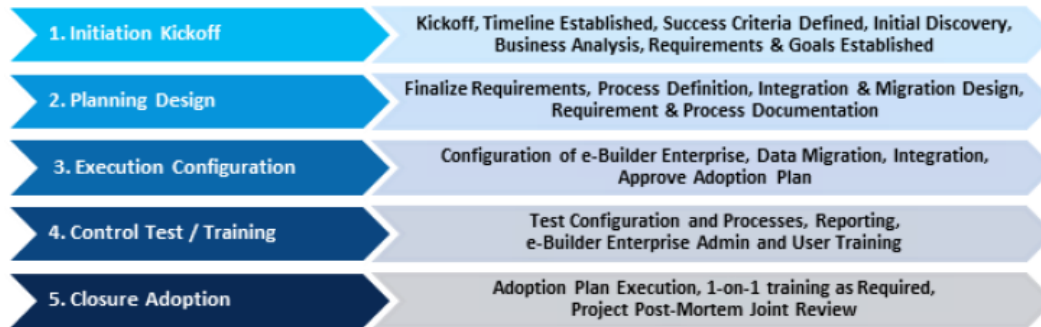 1. Initiation Kickoff
Kickoff, Timeline Established, Success Criteria Defined, Initial Discovery,
Business Analysis, Requirements & Goals Established
2. Planning Design
Finalize Requirements, Process Definition, Integration & Migration Design,
Requirement & Process Documentation
3. Execution Configuration
Configuration of e-Builder Enterprise, Data Migration, Integration,
Approve Adoption Plan
4. Control Test / Training
Test Configuration and Processes, Reporting,
e-Builder Enterprise Admin and User Training
5. Closure Adoption
Adoption Plan Execution, 1-on-1 training as Required,
Project Post-Mortem Joint Review